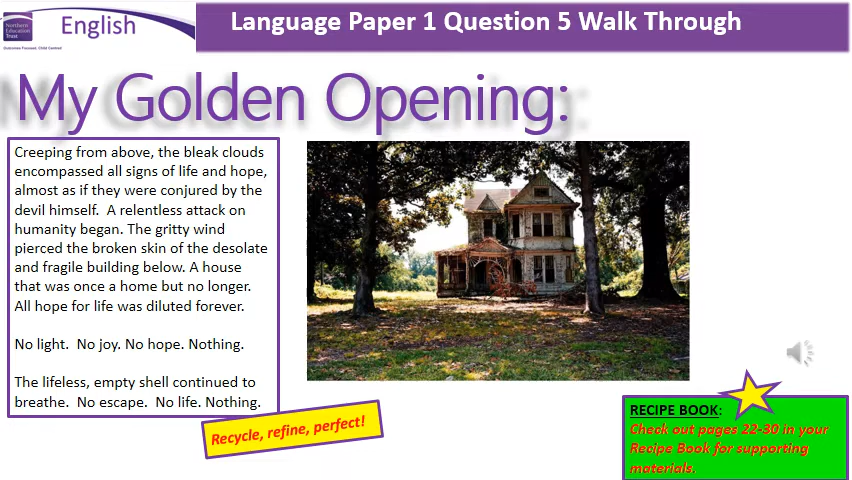 Northern
Education
Trust
English
Outcomes Focused, Child Centred
Language Paper 1 Question 5 Walk Through
My Golden Opening:
Creeping from above, the bleak clouds
encompassed all signs of life and hope,
almost as if they were conjured by the
devil himself.  A relentless attack on
humanity began. The gritty wind
pierced the broken skin of the desolate
and fragile building below. A house
that was once a home but no longer.
All hope for life was diluted forever.
No light.  No joy. No hope. Nothing.
The lifeless, empty shell continued to
breathe.  No escape.  No life. Nothing.
Recycle, refine, perfect!
RECIPE BOOK:
Check out pages 22-30 in your
Recipe Book for supporting
materials.